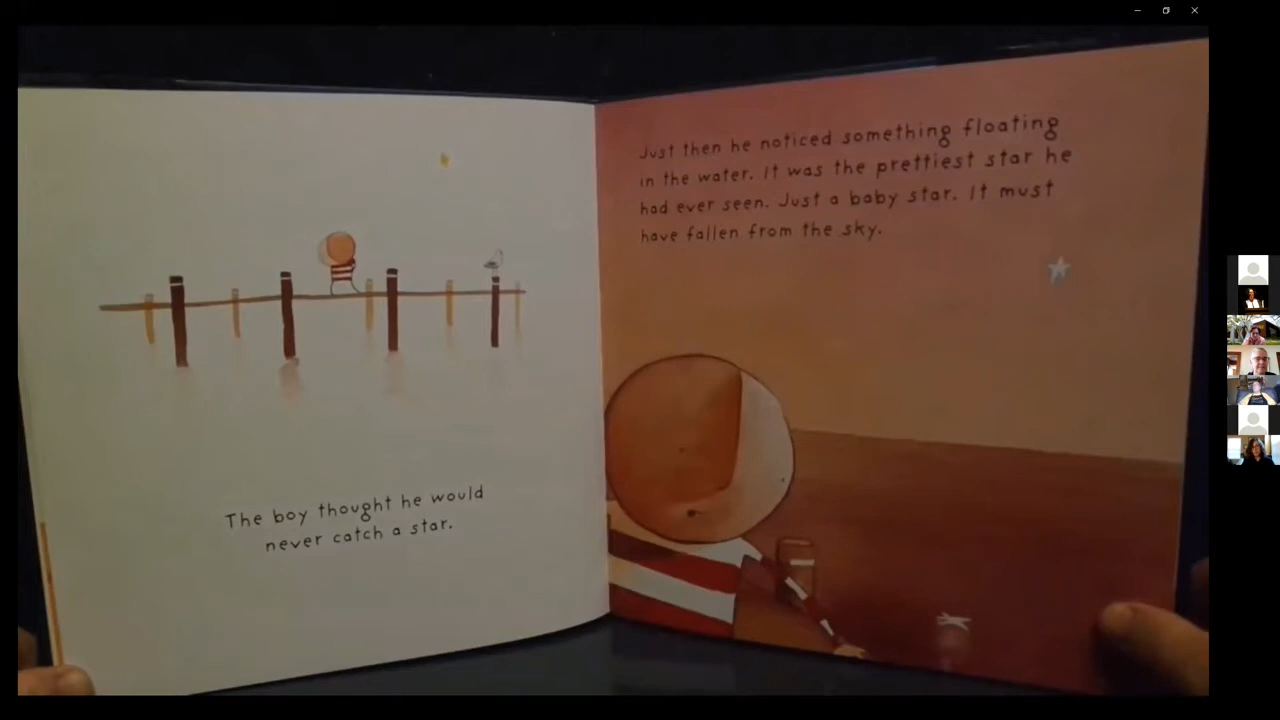 The boy thought he would
never catch a star.
Just then he noticed something floating
in the water. It was the prettiest star he
had ever seen. Just a baby star. It must
have fallen from the sky.